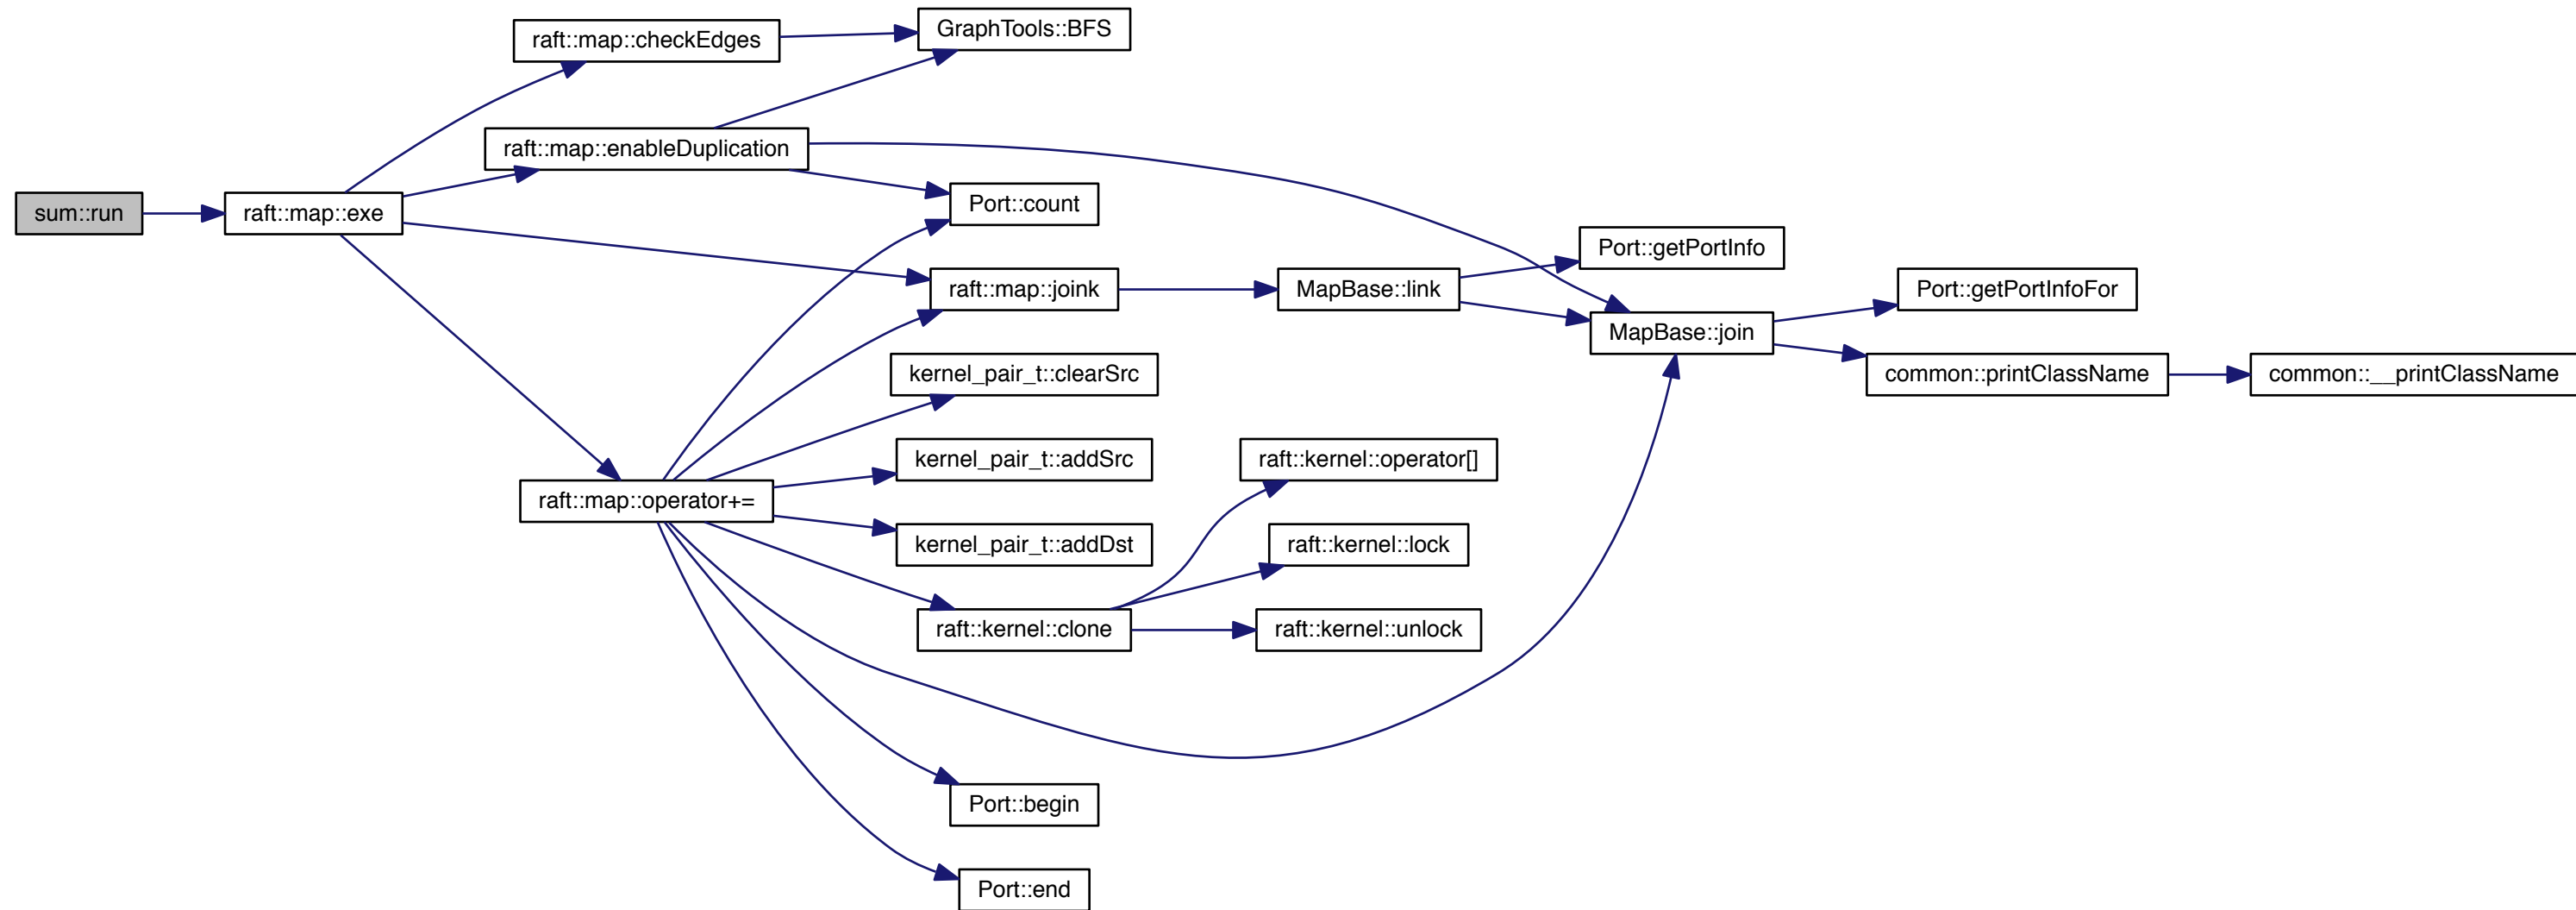 sum::run
raft::map::exe
raft::map::checkEdges
raft::map::enableDuplication
raft::map::operator+=
GraphTools::BFS
Port::count
raft::map::joink
kernel_pair_t::clearSrc
kernel_pair_t::addSrc
kernel_pair_t::addDst
raft::kernel::clone
Port::begin
Port::end
MapBase::link
raft::kernel::operator[]
raft::kernel::lock
raft::kernel::unlock
Port::getPortInfo
MapBase::join
Port::getPortInfoFor
common::printClassName
common::__printClassName